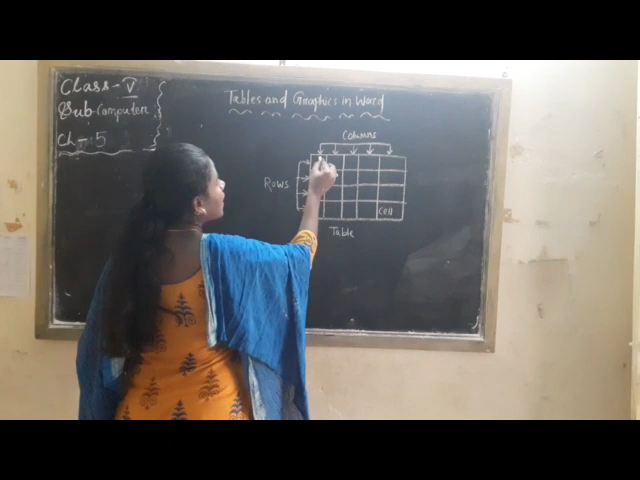 Class - V
Sub - Computer
Ch - 5
Tables and Graphics in Word
Columns
Rows
Cell
Table